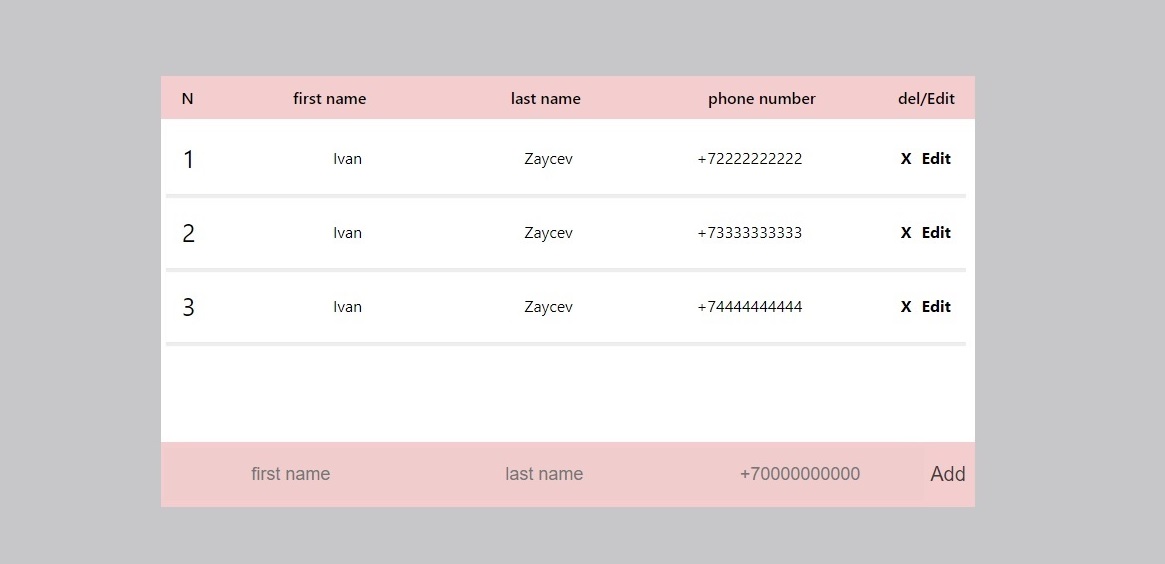 N first name last name phone number del/Edit
1 Ivan Zaycev +72222222222 X Edit
2 Ivan Zaycev +73333333333 X Edit
3 Ivan Zaycev +74444444444 X Edit
first name last name +70000000000 Add